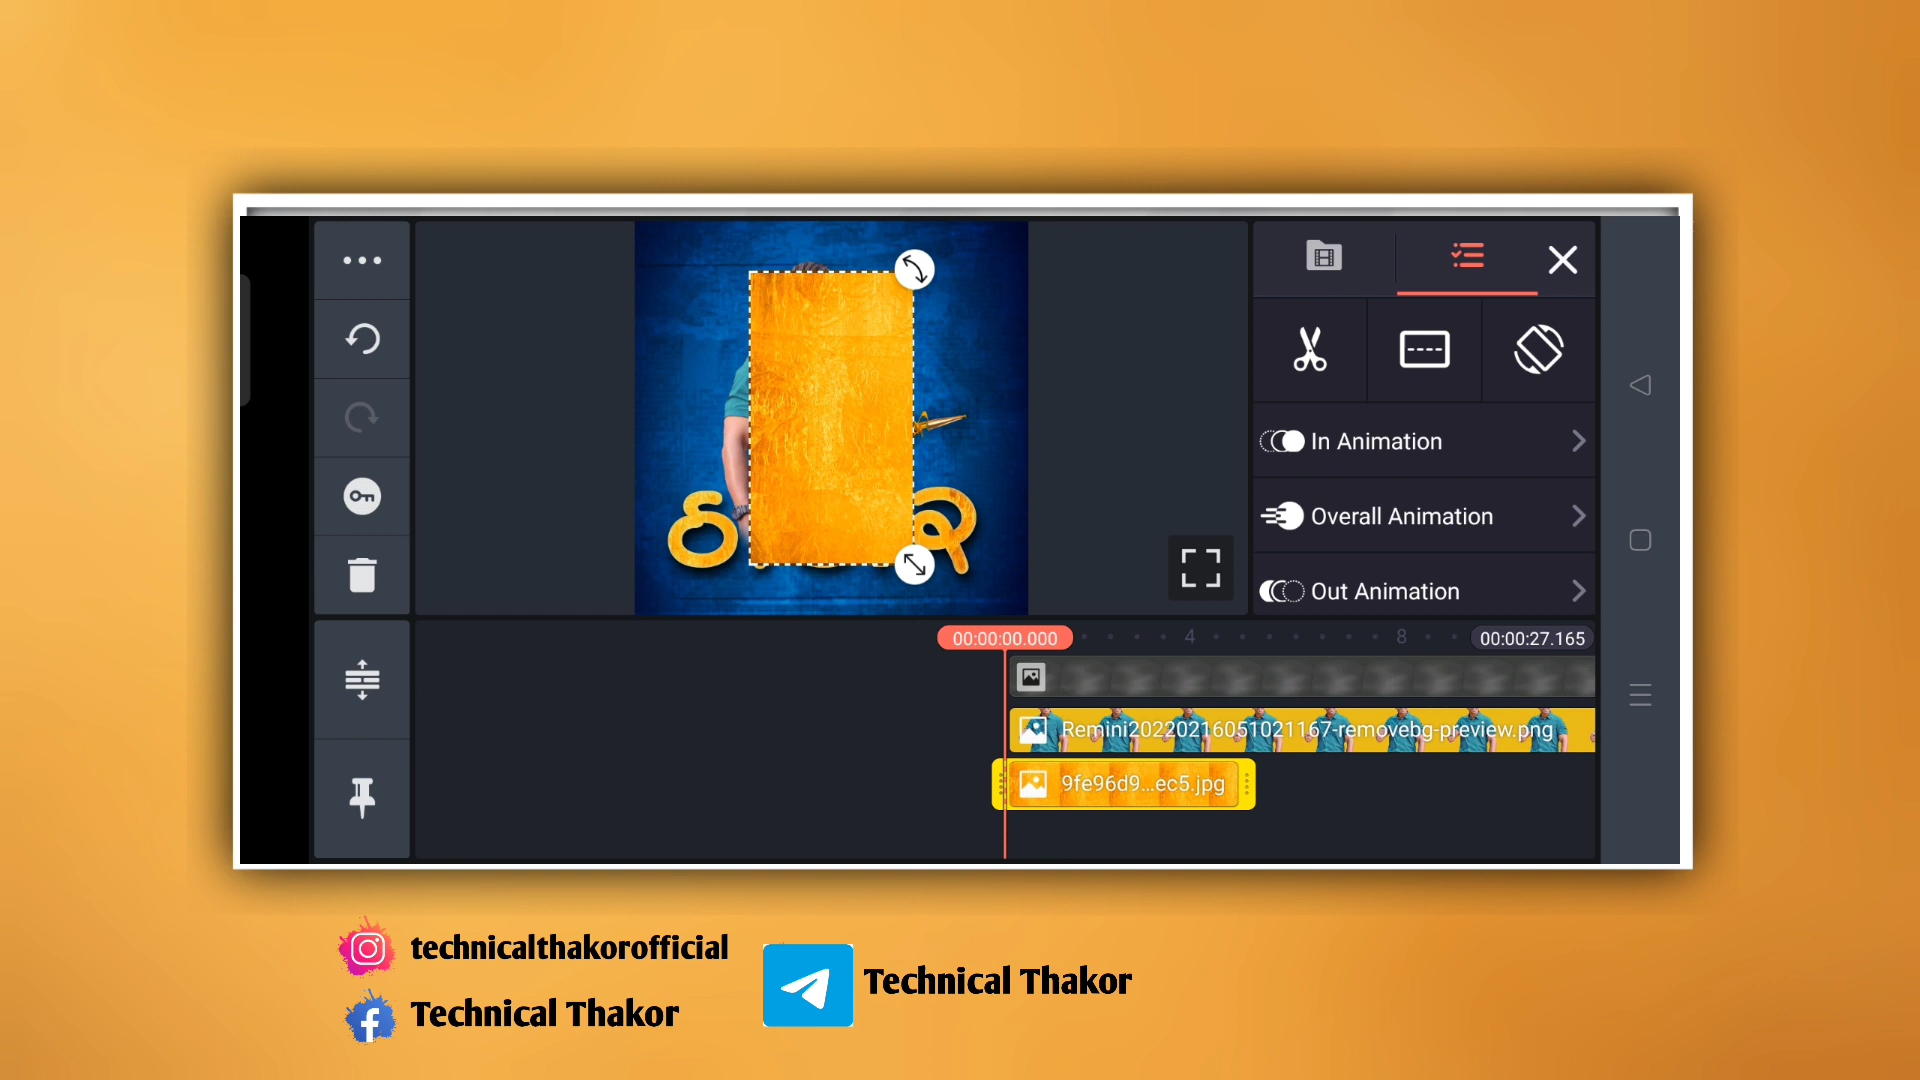 In Animation
Overall Animation
Out Animation
00:00:00.000
4
8
00:00:27.165
Remini20220216051021167-removebg-preview.png
9fe96d9...ec5.jpg
technicalthakorofficial
Technical Thakor
Technical Thakor